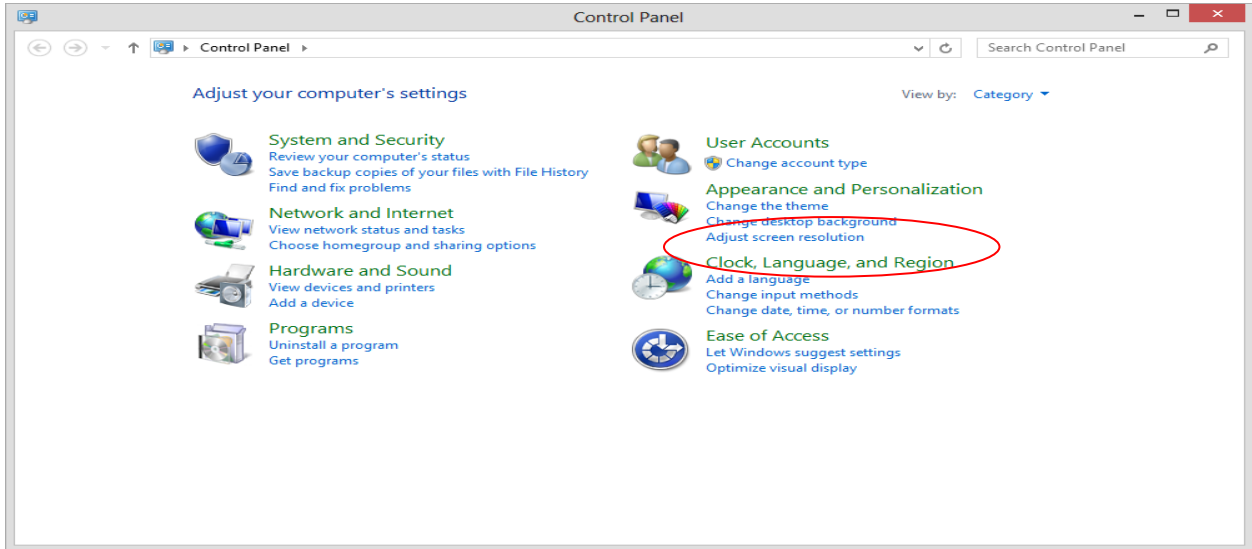 Control Panel
Control Panel
Search Control Panel
Adjust your computer's settings
View by: Category
System and Security
Review your computer's status
Save backup copies of your files with File History
Find and fix problems
Network and Internet
View network status and tasks
Choose homegroup and sharing options
Hardware and Sound
View devices and printers
Add a device
Programs
Uninstall a program
Get programs
User Accounts
Change account type
Appearance and Personalization
Change the theme
Change desktop background
Adjust screen resolution
Clock, Language, and Region
Add a language
Change input methods
Change date, time, or number formats
Ease of Access
Let Windows suggest settings
Optimize visual display